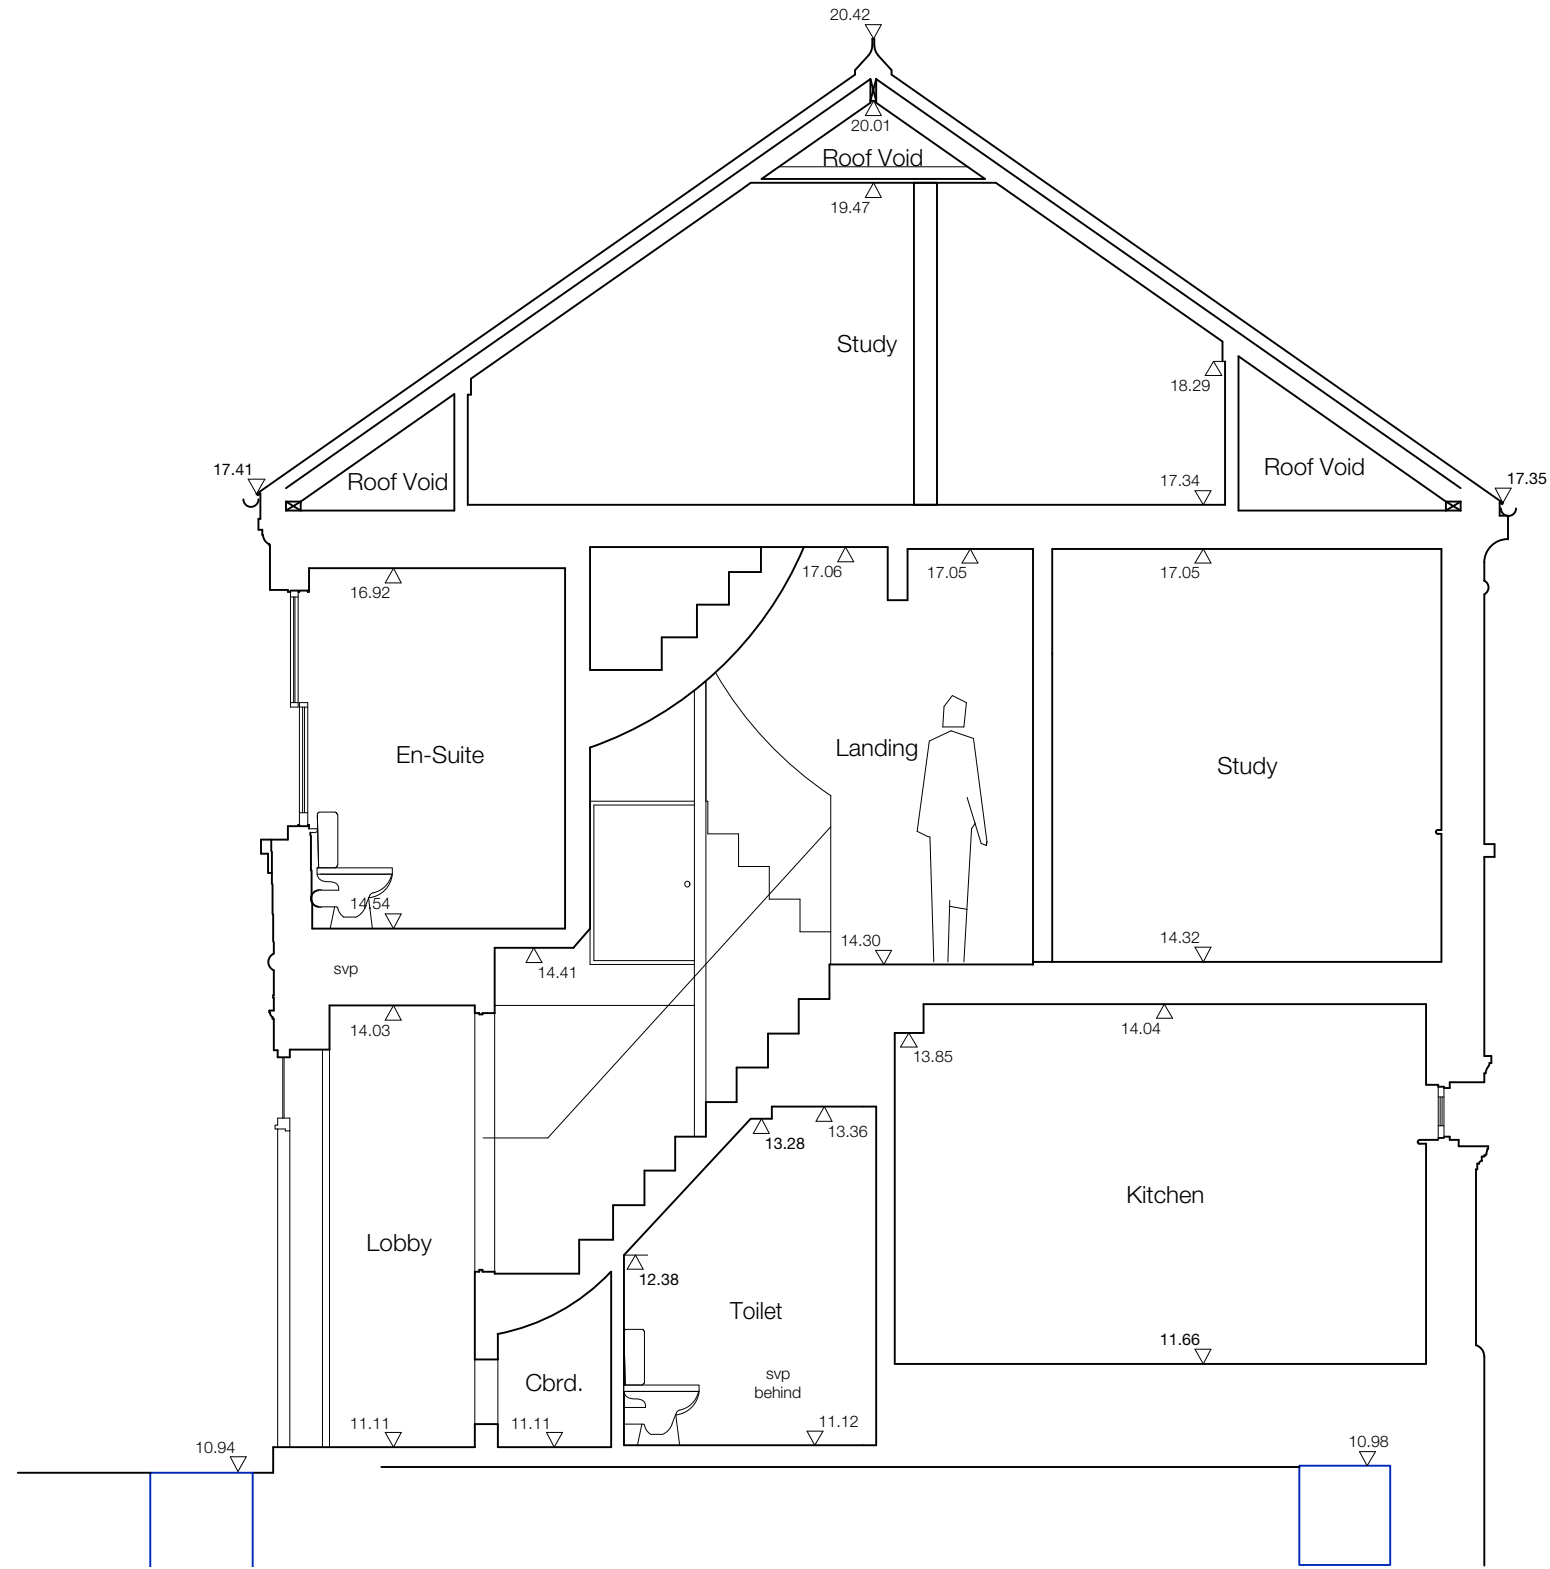 20.42
20.01
Roof Void
19.47
Study
18.29
17.41
Roof Void
Roof Void
17.34
17.35
16.92
17.06
17.05
17.05
En-Suite
Landing
Study
14.54
14.30
14.32
svp
14.41
14.03
14.04
13.85
13.28
13.36
Kitchen
Lobby
12.38
Toilet
11.66
Cbrd.
svp
behind
11.11
11.11
11.12
10.94
10.98